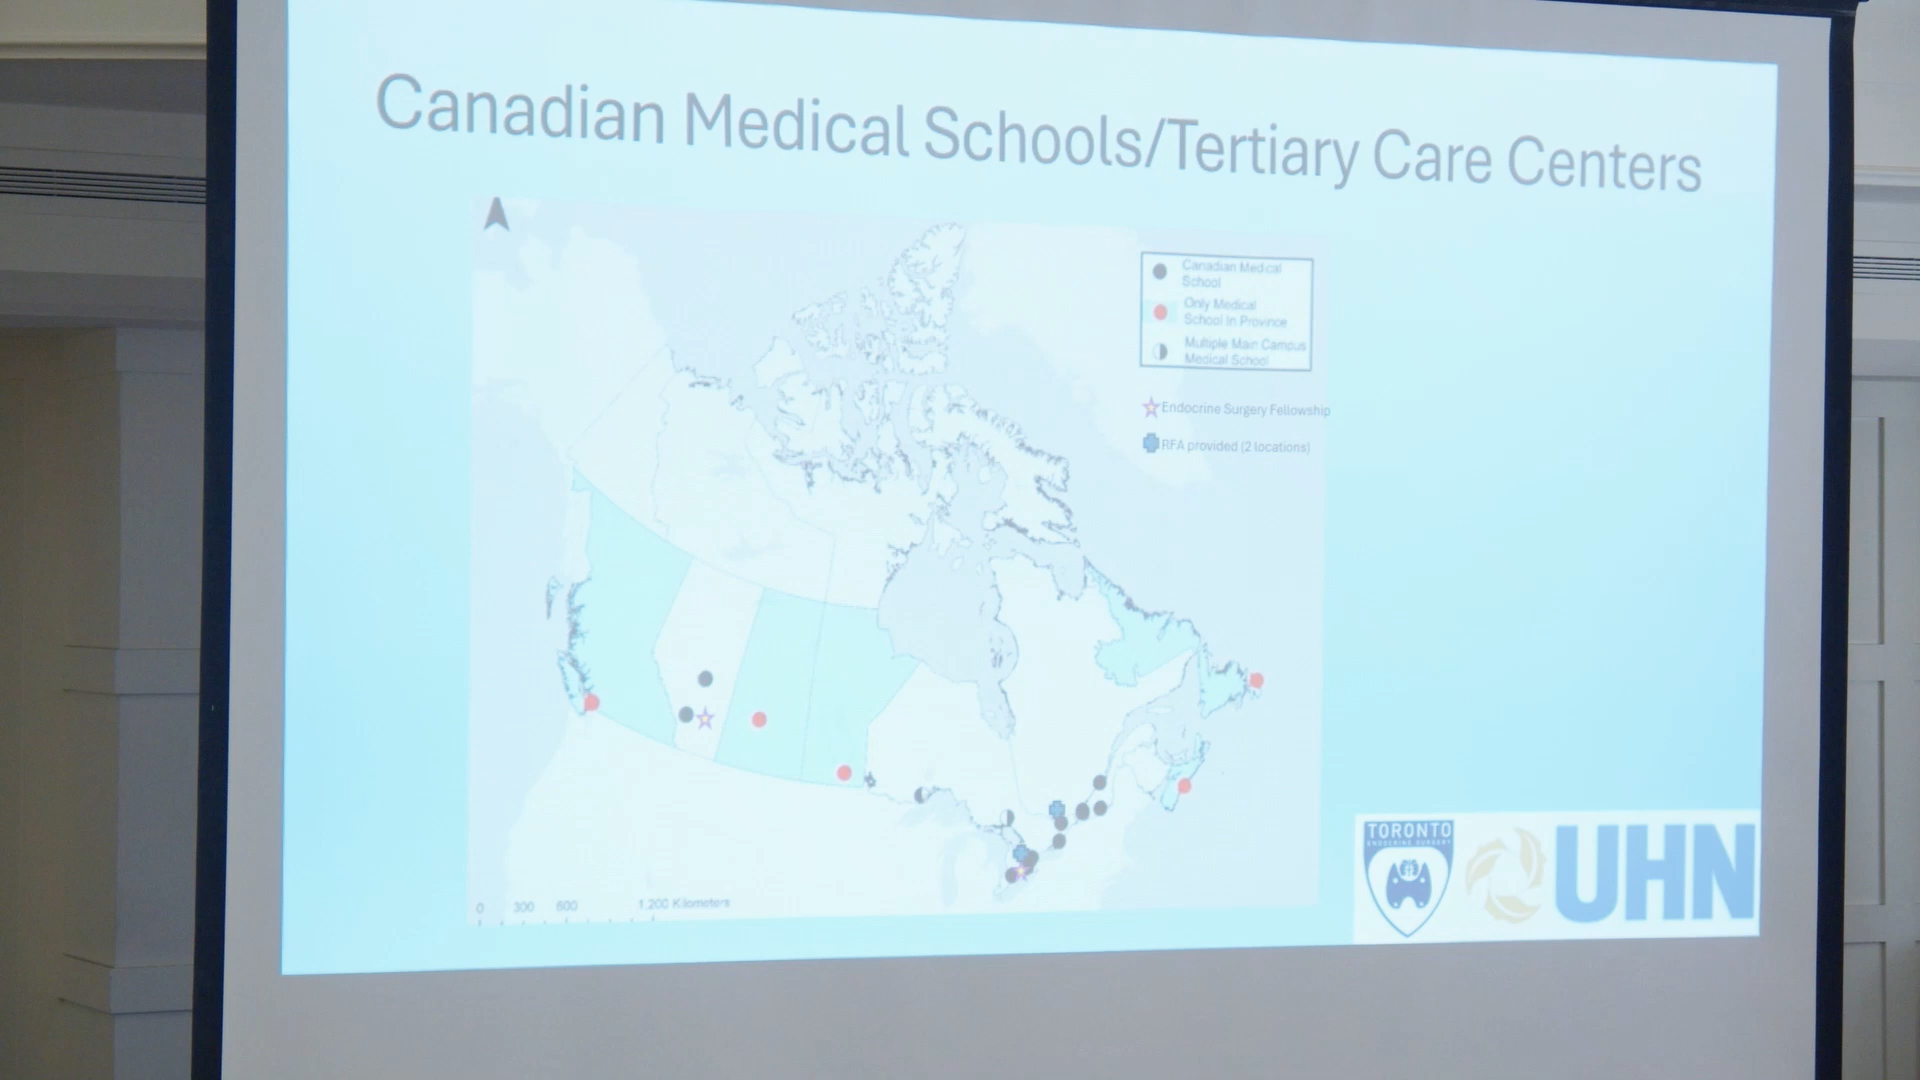 Canadian Medical Schools/Tertiary Care Centers
Canadian Medical
School
Only Medical
School In Province
Multiple Main Campus
Medical School
Endocrine Surgery Fellowship
RFA provided (2 locations)
0 300 600 1,200 Kilometers
TORONTO
ENDOCRINE SURGERY
UHN